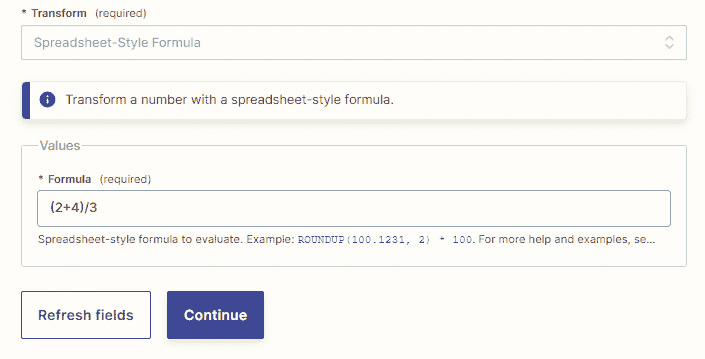 * Transform (required)
Spreadsheet-Style Formula
Transform a number with a spreadsheet-style formula.
Values
* Formula (required)
(2+4)/3
Spreadsheet-style formula to evaluate. Example: ROUNDUP(100.1231, 2) * 100. For more help and examples, se...
Refresh fields Continue